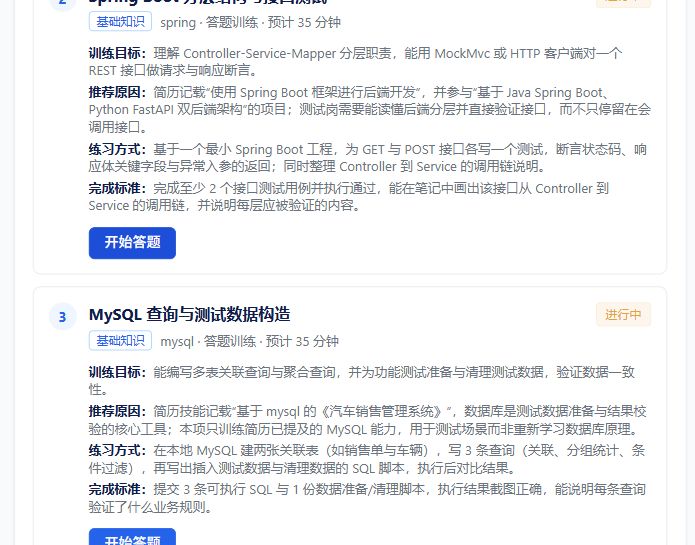 2 Spring Boot 分层结构与接口测试 进行中
基础知识 spring · 答题训练 · 预计 35 分钟
训练目标：理解 Controller-Service-Mapper 分层职责，能用 MockMvc 或 HTTP 客户端对一个
REST 接口做请求与响应断言。
推荐原因：简历记载“使用 Spring Boot 框架进行后端开发”，并参与“基于 Java Spring Boot、
Python FastAPI 双后端架构”的项目；测试岗需要能读懂后端分层并直接验证接口，而不只停留在会
调用接口。
练习方式：基于一个最小 Spring Boot 工程，为 GET 与 POST 接口各写一个测试，断言状态码、响
应体关键字段与异常入参的返回；同时整理 Controller 到 Service 的调用链说明。
完成标准：完成至少 2 个接口测试用例并执行通过，能在笔记中画出该接口从 Controller 到
Service 的调用链，并说明每层应被验证的内容。
开始答题
3 MySQL 查询与测试数据构造 进行中
基础知识 mysql · 答题训练 · 预计 35 分钟
训练目标：能编写多表关联查询与聚合查询，并为功能测试准备与清理测试数据，验证数据一致
性。
推荐原因：简历技能记载“基于 mysql 的《汽车销售管理系统》”，数据库是测试数据准备与结果校
验的核心工具；本项只训练简历已提及的 MySQL 能力，用于测试场景而非重新学习数据库原理。
练习方式：在本地 MySQL 建两张关联表（如销售单与车辆），写 3 条查询（关联、分组统计、条
件过滤），再写出插入测试数据与清理数据的 SQL 脚本，执行后对比结果。
完成标准：提交 3 条可执行 SQL 与 1 份数据准备/清理脚本，执行结果截图正确，能说明每条查询
验证了什么业务规则。
开始答题